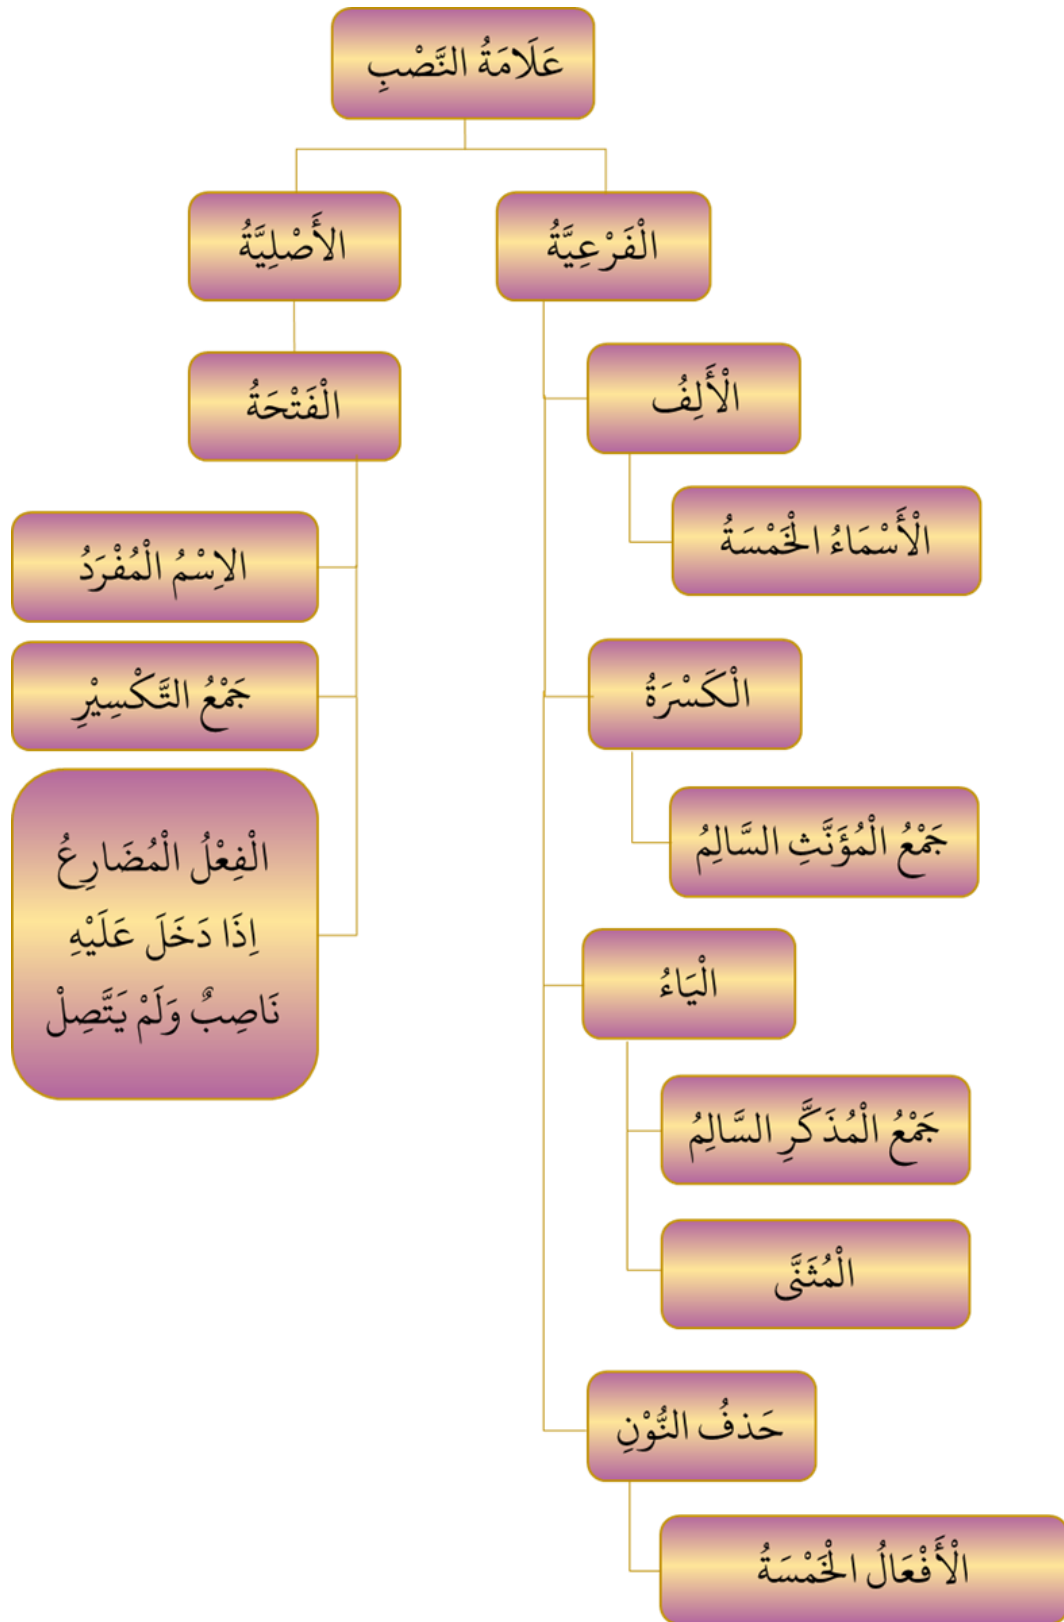 عَلَامَةُ النَّصْبِ
الْفَرْعِيَّةُ
الْأَلِفُ
الْأَسْمَاءُ الْخَمْسَةُ
الْكَسْرَةُ
جَمْعُ الْمُؤَنَّثِ السَّالِمُ
الْيَاءُ
جَمْعُ الْمُذَكَّرِ السَّالِمُ
الْمُثَنَّى
حَذفُ النُّوْنِ
الْأَفْعَالُ الْخَمْسَةُ
الأَصْلِيَّةُ
الْفَتْحَةُ
الاِسْمُ الْمُفْرَدُ
جَمْعُ التَّكْسِيْرِ
الْفِعْلُ الْمُضَارِعُ
اِذَا دَخَلَ عَلَيْهِ
نَاصِبٌ وَلَمْ يَتَّصِلْ